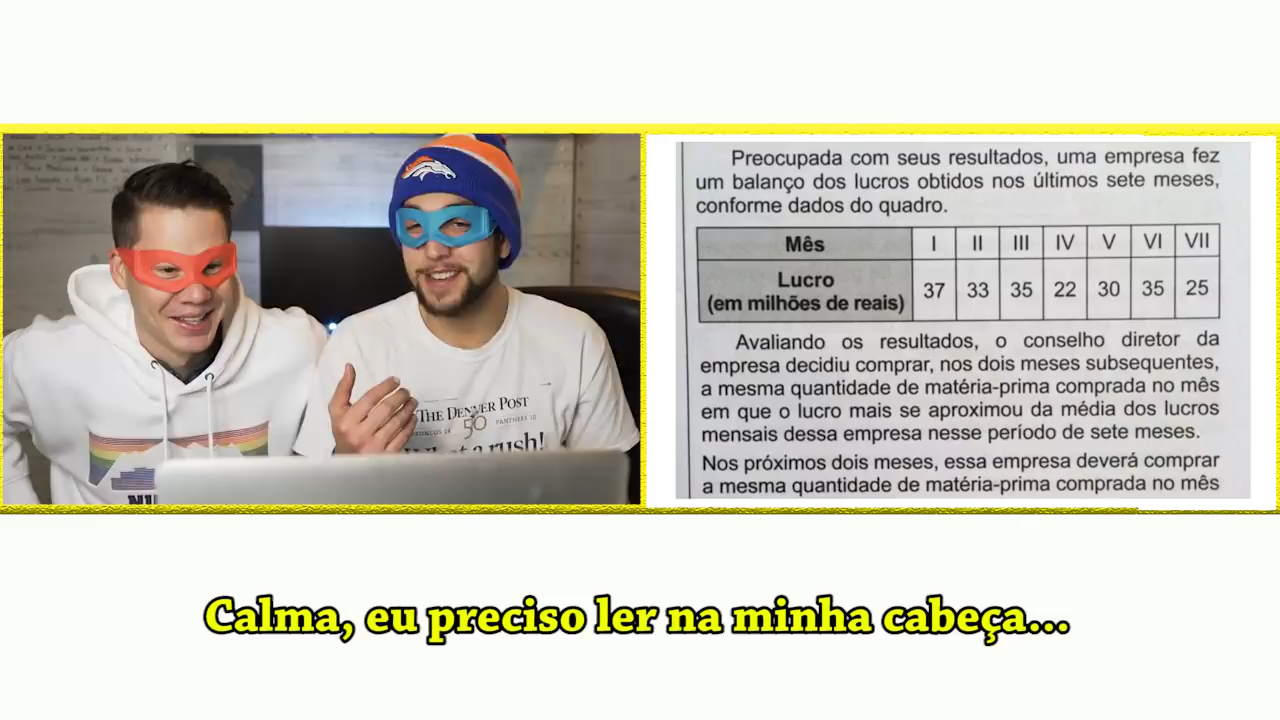 THE DENVER POST
BRONCOS 24
50
PANTHERS 10
What a rush!
Preocupada com seus resultados, uma empresa fez
um balanço dos lucros obtidos nos últimos sete meses,
conforme dados do quadro.
Mês I II III IV V VI VII
Lucro
(em milhões de reais) 37 33 35 22 30 35 25
Avaliando os resultados, o conselho diretor da
empresa decidiu comprar, nos dois meses subsequentes,
a mesma quantidade de matéria-prima comprada no mês
em que o lucro mais se aproximou da média dos lucros
mensais dessa empresa nesse período de sete meses.
Nos próximos dois meses, essa empresa deverá comprar
a mesma quantidade de matéria-prima comprada no mês
Calma, eu preciso ler na minha cabeça...